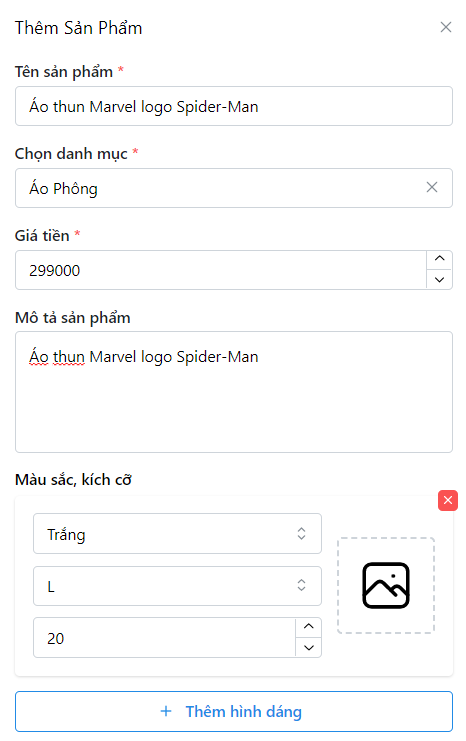 Thêm Sản Phẩm
Tên sản phẩm *
Áo thun Marvel logo Spider-Man
Chọn danh mục *
Áo Phông
Giá tiền *
299000
Mô tả sản phẩm
Áo thun Marvel logo Spider-Man
Màu sắc, kích cỡ
Trắng
L
20
+ Thêm hình dáng